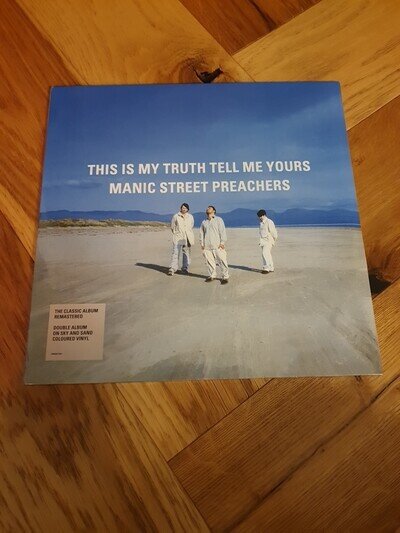 THIS IS MY TRUTH TELL ME YOURS
MANIC STREET PREACHERS
THE CLASSIC ALBUM
REMASTERED
DOUBLE ALBUM
ON SKY AND SAND
COLOURED VINYL